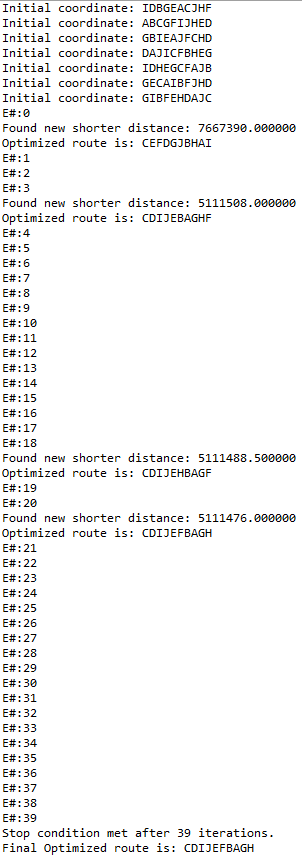 Initial coordinate: IDBGEACJHF
Initial coordinate: ABCGFIJHED
Initial coordinate: GBIEAJFCHD
Initial coordinate: DAJICFBHEG
Initial coordinate: IDHEGCFAJB
Initial coordinate: GECAIBFJHD
Initial coordinate: GIBFEHDAJC
E#:0
Found new shorter distance: 7667390.000000
Optimized route is: CEFDGJBHAI
E#:1
E#:2
E#:3
Found new shorter distance: 5111508.000000
Optimized route is: CDIJEBAGHF
E#:4
E#:5
E#:6
E#:7
E#:8
E#:9
E#:10
E#:11
E#:12
E#:13
E#:14
E#:15
E#:16
E#:17
E#:18
Found new shorter distance: 5111488.500000
Optimized route is: CDIJEHBAGF
E#:19
E#:20
Found new shorter distance: 5111476.000000
Optimized route is: CDIJEFBAGH
E#:21
E#:22
E#:23
E#:24
E#:25
E#:26
E#:27
E#:28
E#:29
E#:30
E#:31
E#:32
E#:33
E#:34
E#:35
E#:36
E#:37
E#:38
E#:39
Stop condition met after 39 iterations.
Final Optimized route is: CDIJEFBAGH